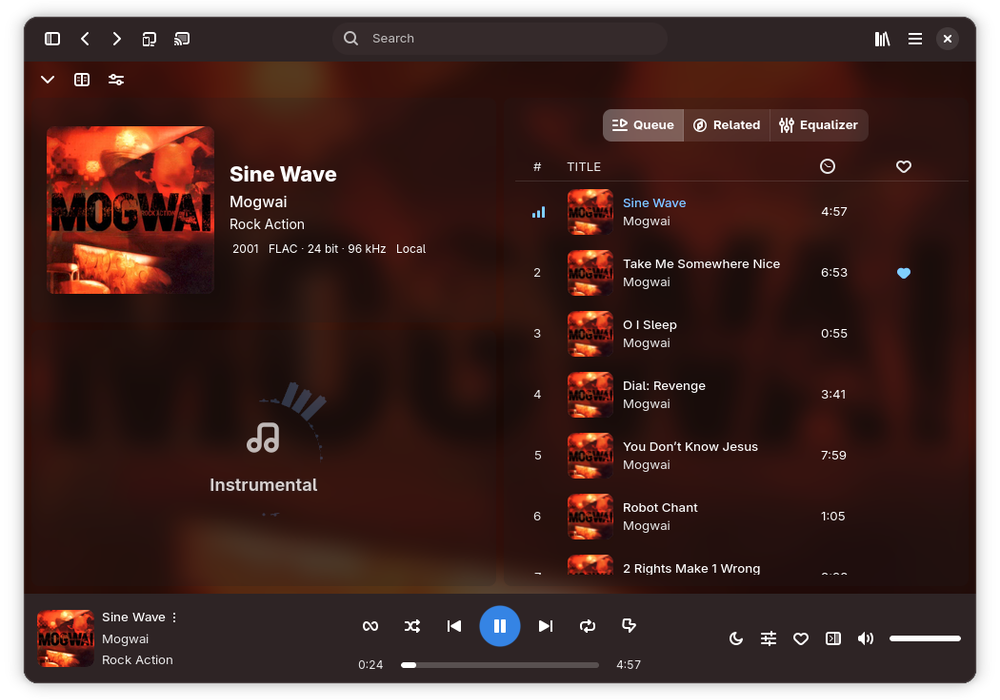 Search
Queue
Related
Equalizer
MOGWAI
ROCK ACTION
Sine Wave
Mogwai
Rock Action
2001 FLAC · 24 bit · 96 kHz Local
Instrumental
# TITLE
Sine Wave
Mogwai
4:57
2
Take Me Somewhere Nice
Mogwai
6:53
3
O I Sleep
Mogwai
0:55
4
Dial: Revenge
Mogwai
3:41
5
You Don’t Know Jesus
Mogwai
7:59
6
Robot Chant
Mogwai
1:05
2 Rights Make 1 Wrong
Sine Wave
Mogwai
Rock Action
0:24
4:57